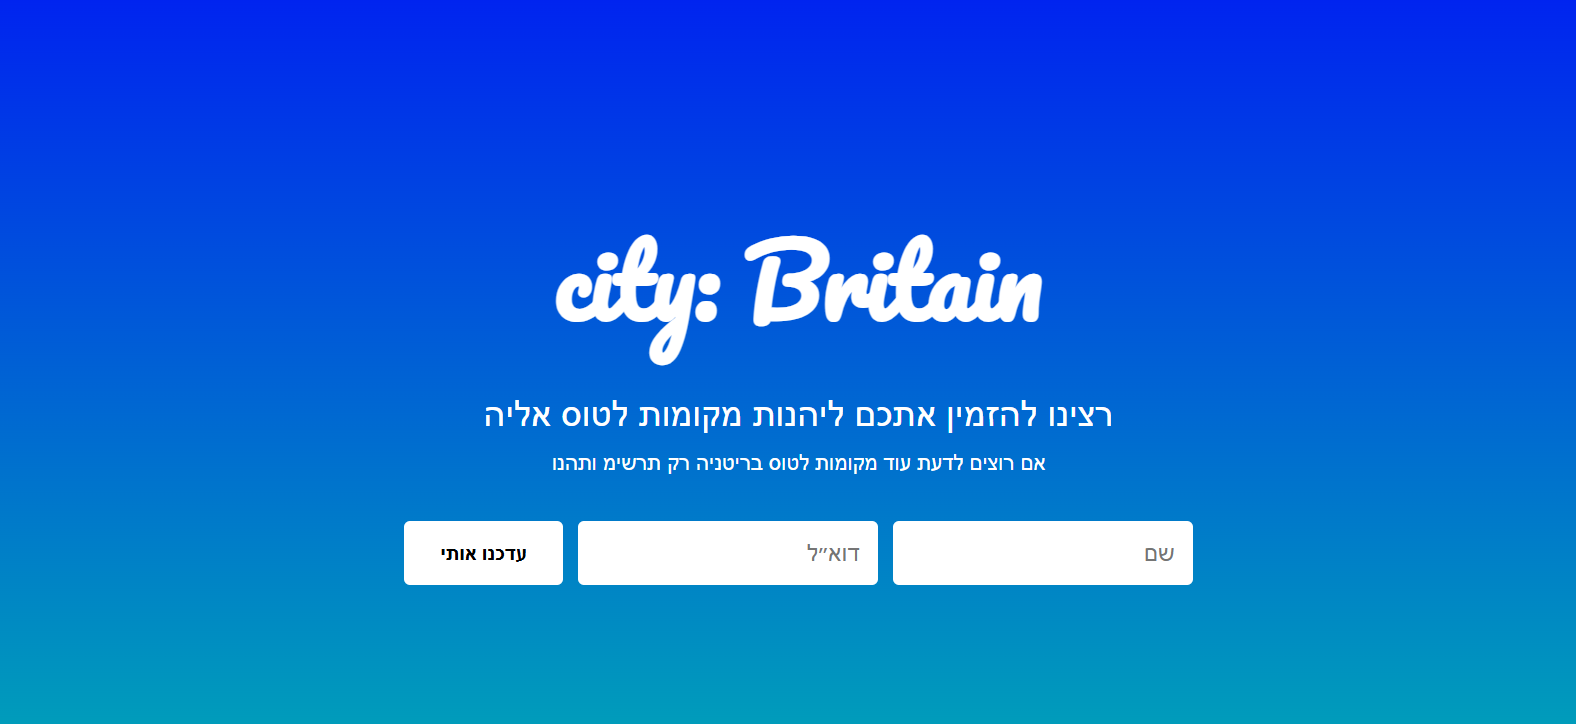 city: Britain
רצינו להזמין אתכם ליהנות מקומות לטוס אליה
אם רוצים לדעת עוד מקומות לטוס בריטניה רק תרשימ ותהנו
שם
דוא״ל
עדכנו אותי